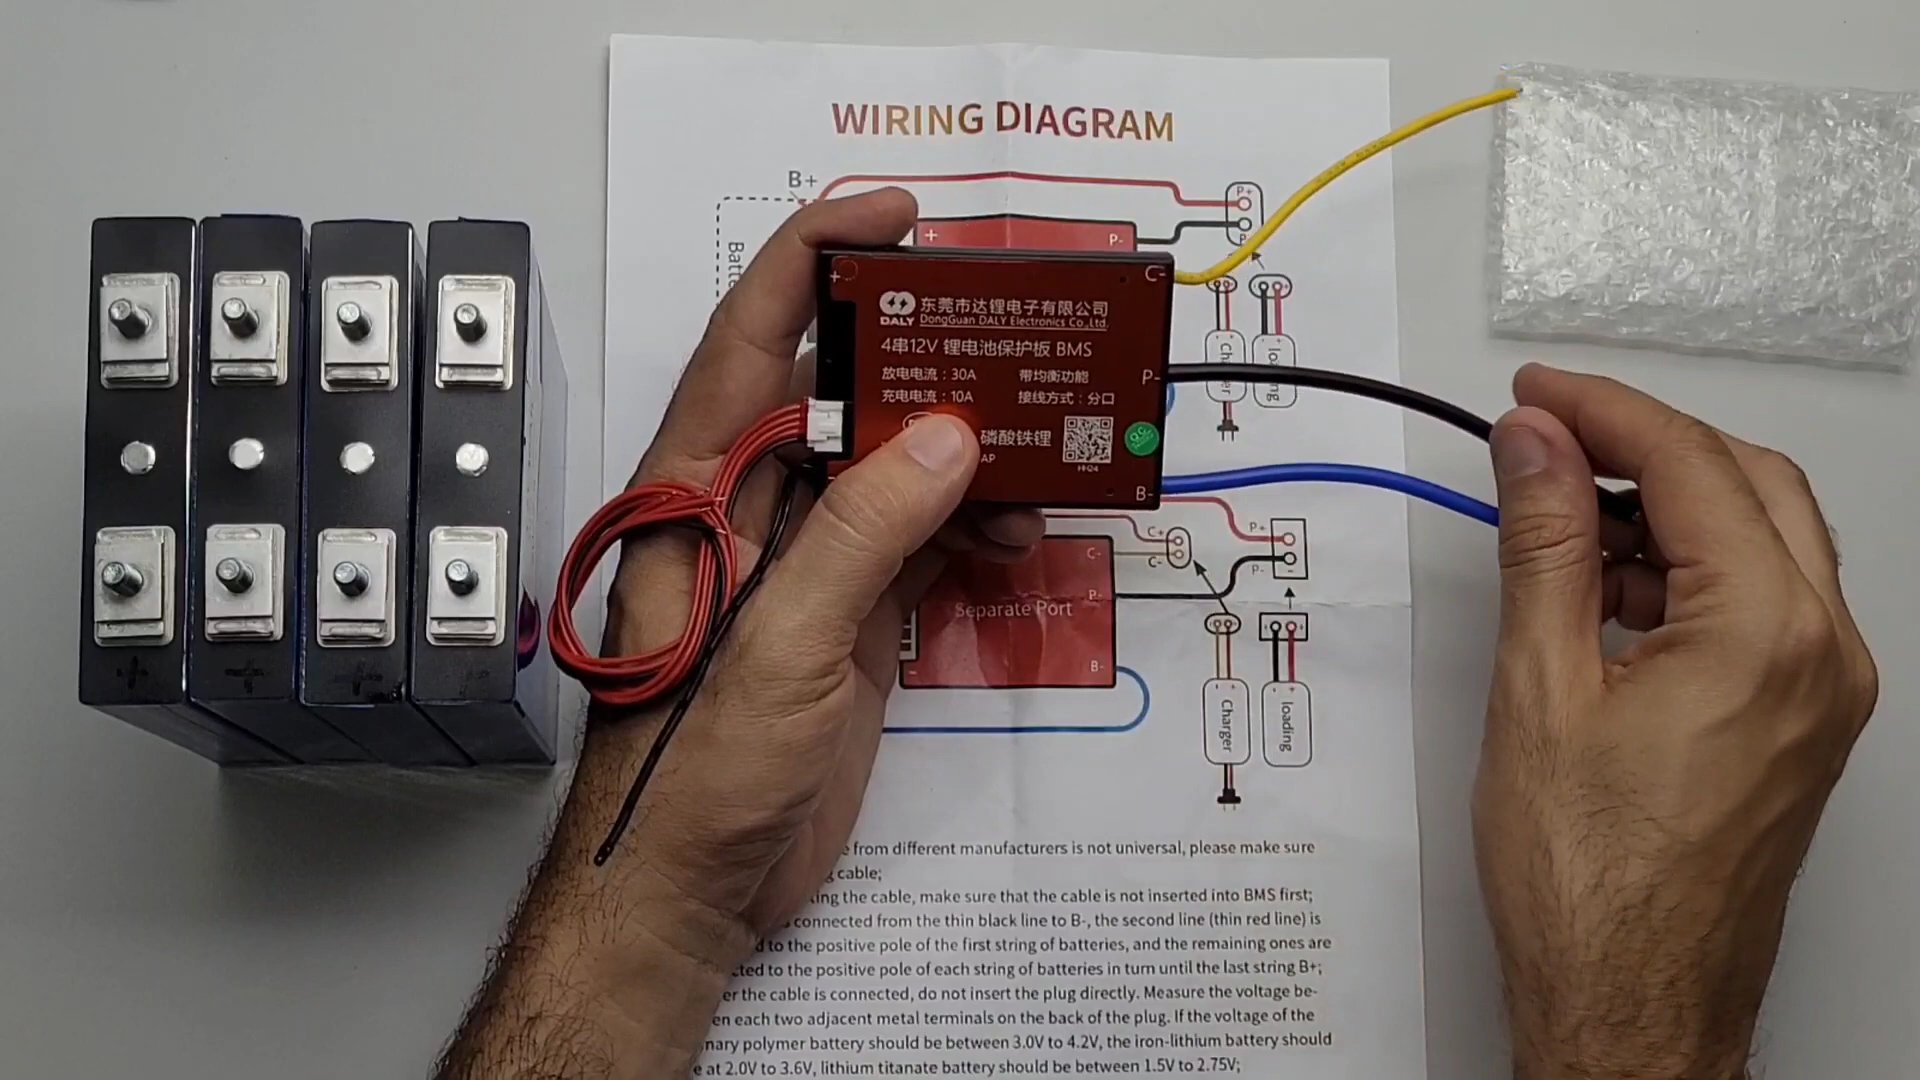 WIRING DIAGRAM
B+
P+
+
P-
Batte
+
C-
DALY
东莞市达锂电子有限公司
DongGuan DALY Electronics Co.,Ltd.
4串12V 锂电池保护板 BMS
放电电流：30A 带均衡功能
充电电流：10A 接线方式：分口
P-
磷酸铁锂
AP
HH24
QC
B-
C+
C-
P+
P-
C-
P-
Separate Port
B-
-
Charger
loading
from different manufacturers is not universal, please make sure
cable;
the cable, make sure that the cable is not inserted into BMS first;
connected from the thin black line to B-, the second line (thin red line) is
to the positive pole of the first string of batteries, and the remaining ones are
to the positive pole of each string of batteries in turn until the last string B+;
the cable is connected, do not insert the plug directly. Measure the voltage be-
each two adjacent metal terminals on the back of the plug. If the voltage of the
polymer battery should be between 3.0V to 4.2V, the iron-lithium battery should
at 2.0V to 3.6V, lithium titanate battery should be between 1.5V to 2.75V;